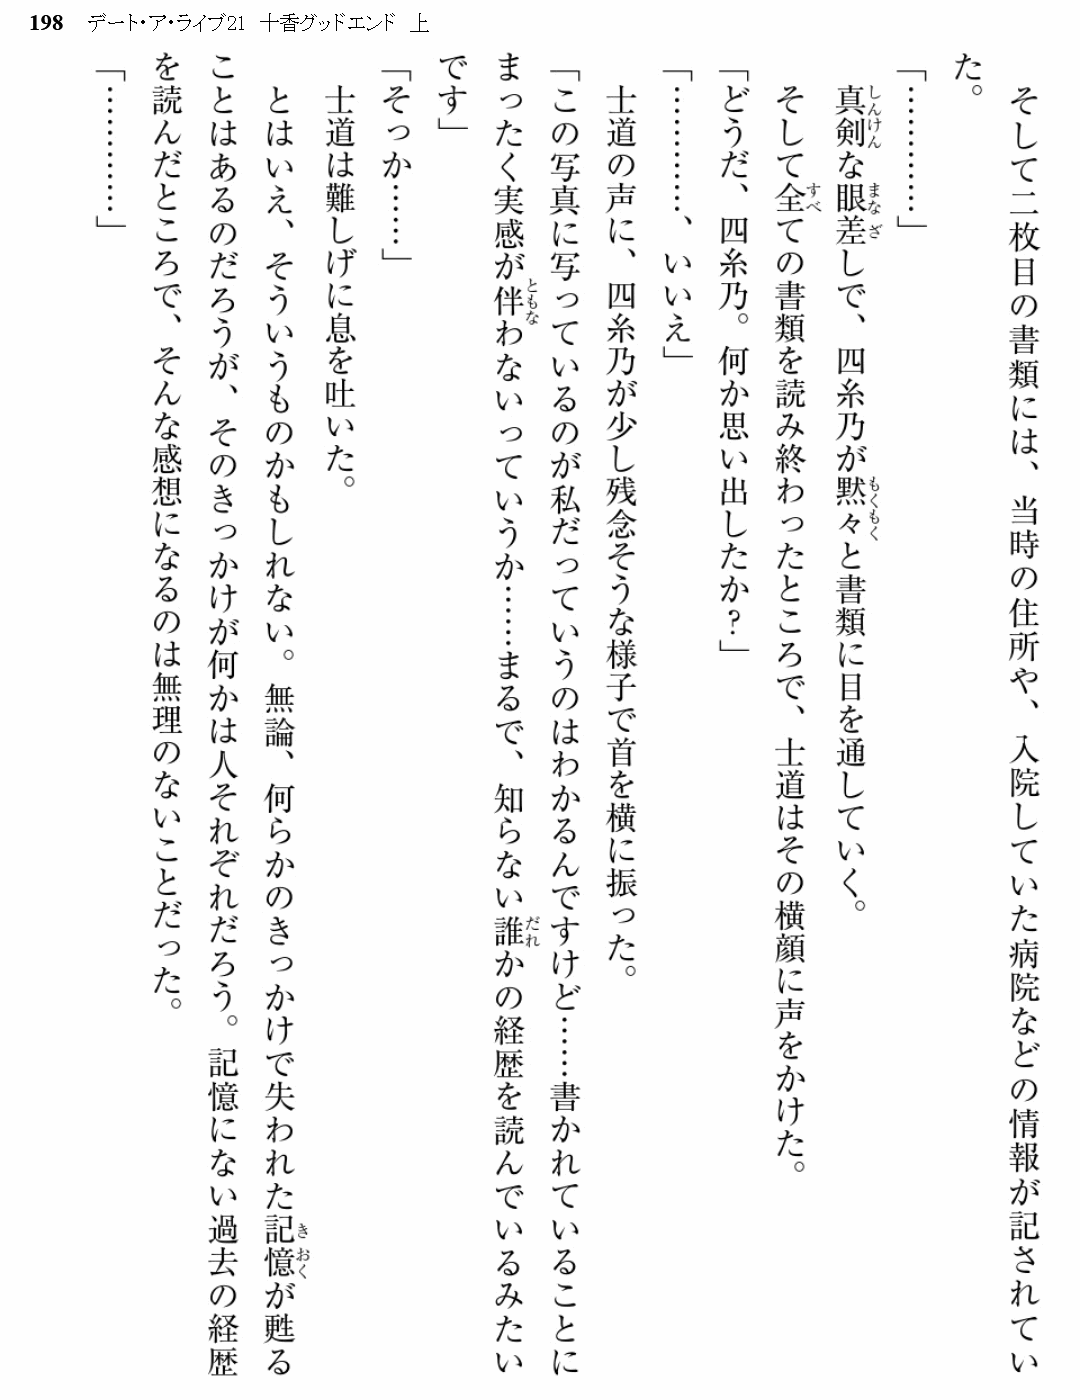 198 デート・ア・ライブ21 十香グッドエンド 上
　そして二枚目の書類には、当時の住所や、入院していた病院などの情報が記されてい
た。
「…………」
　真剣な眼差しで、四糸乃が黙々と書類に目を通していく。
　そして全ての書類を読み終わったところで、士道はその横顔に声をかけた。
「どうだ、四糸乃。何か思い出したか？」
「…………、いいえ」
　士道の声に、四糸乃が少し残念そうな様子で首を横に振った。
「この写真に写っているのが私だっていうのはわかるんですけど……書かれていることに
まったく実感が伴わないっていうか……まるで、知らない誰かの経歴を読んでいるみたい
です」
「そっか……」
　士道は難しげに息を吐いた。
　とはいえ、そういうものかもしれない。無論、何らかのきっかけで失われた記憶が甦る
ことはあるのだろうが、そのきっかけが何かは人それぞれだろう。記憶にない過去の経歴
を読んだところで、そんな感想になるのは無理のないことだった。
「…………」